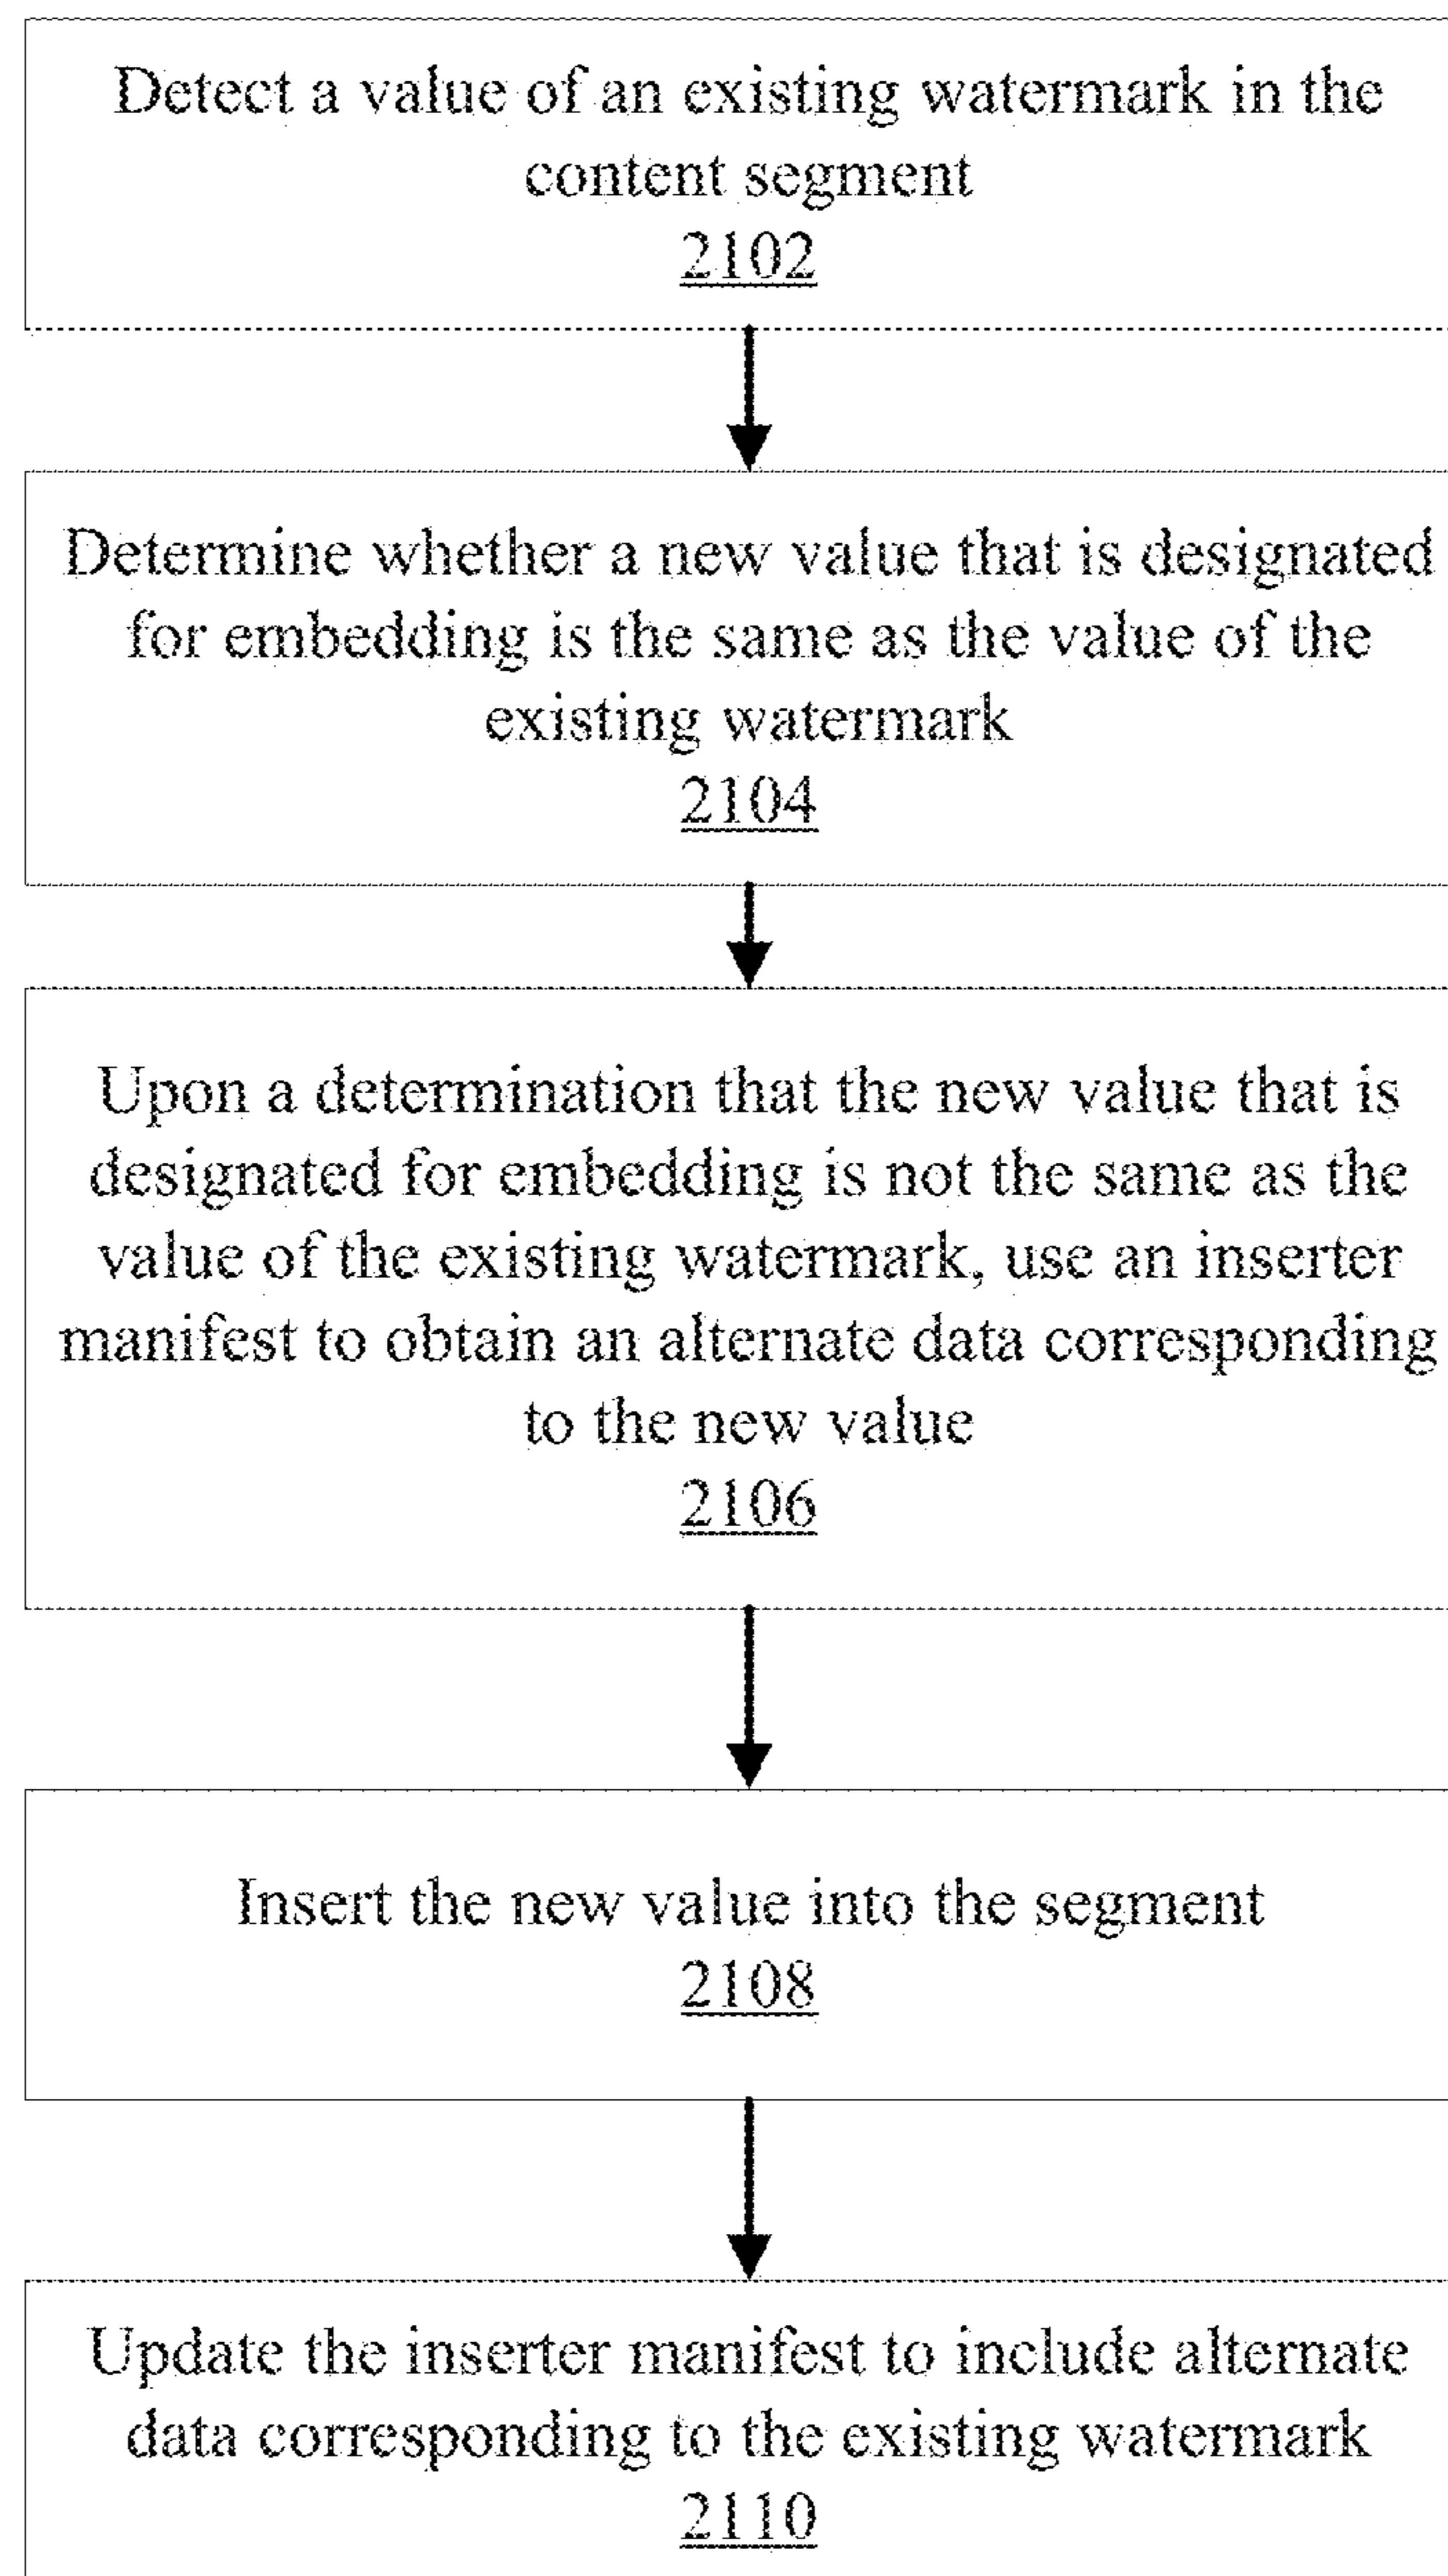 Detect a value of an existing watermark in the
content segment
2102
Determine whether a new value that is designated
for embedding is the same as the value of the
existing watermark
2104
Upon a determination that the new value that is
designated for embedding is not the same as the
value of the existing watermark, use an inserter
manifest to obtain an alternate data corresponding
to the new value
2106
Insert the new value into the segment
2108
Update the inserter manifest to include alternate
data corresponding to the existing watermark
2110